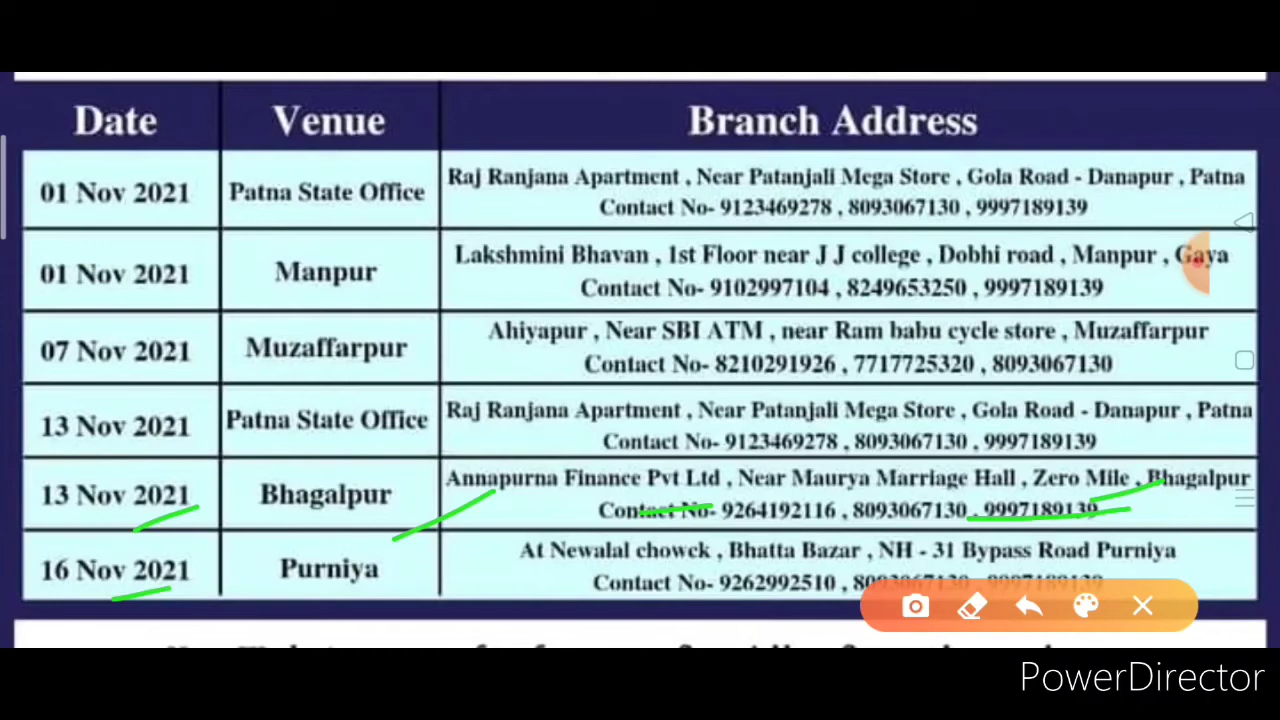 Date Venue Branch Address
01 Nov 2021 Patna State Office Raj Ranjana Apartment , Near Patanjali Mega Store , Gola Road - Danapur , Patna
Contact No- 9123469278 , 8093067130 , 9997189139
01 Nov 2021 Manpur Lakshmini Bhavan , 1st Floor near J J college , Dobhi road , Manpur , Gaya
Contact No- 9102997104 , 8249653250 , 9997189139
07 Nov 2021 Muzaffarpur Ahiyapur , Near SBI ATM , near Ram babu cycle store , Muzaffarpur
Contact No- 8210291926 , 7717725320 , 8093067130
13 Nov 2021 Patna State Office Raj Ranjana Apartment , Near Patanjali Mega Store , Gola Road - Danapur , Patna
Contact No- 9123469278 , 8093067130 , 9997189139
13 Nov 2021 Bhagalpur Annapurna Finance Pvt Ltd , Near Maurya Marriage Hall , Zero Mile , Bhagalpur
Contact No- 9264192116 , 8093067130 , 9997189139
16 Nov 2021 Purniya At Newalal chowck , Bhatta Bazar , NH - 31 Bypass Road Purniya
Contact No- 9262992510 , 8093067130 , 9997189139
PowerDirector